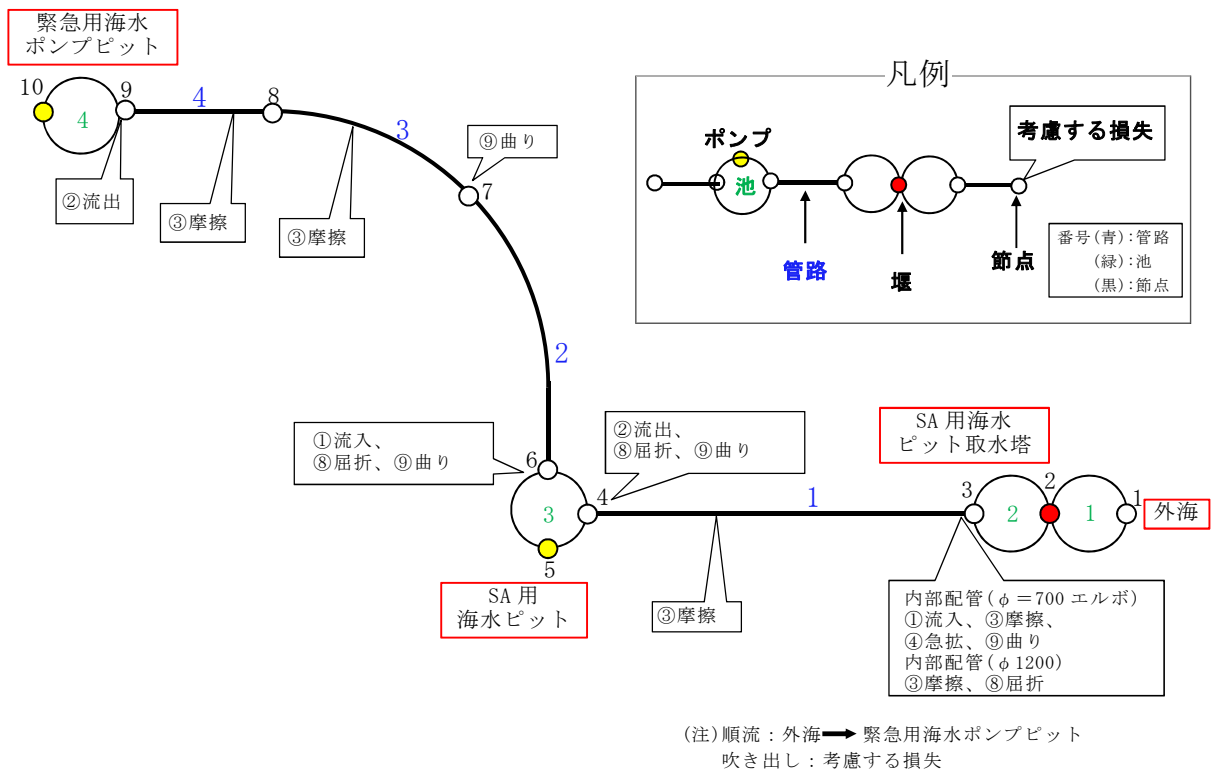 緊急用海水
ポンプピット
10
4
9
4
8
3
⑨曲り
7
②流出
③摩擦
③摩擦
2
凡例
ポンプ
池
考慮する損失
管路
堰
節点
番号(青):管路
(緑):池
(黒):節点
①流入、
⑧屈折、⑨曲り
6
②流出、
⑧屈折、⑨曲り
4
3
5
SA 用
海水ピット
1
③摩擦
SA 用海水
ピット取水塔
3
2
2
1
1
外海
内部配管(φ=700 エルボ)
①流入、③摩擦、
④急拡、⑨曲り
内部配管(φ1200)
③摩擦、⑧屈折
(注)順流:外海➡緊急用海水ポンプピット
吹き出し:考慮する損失